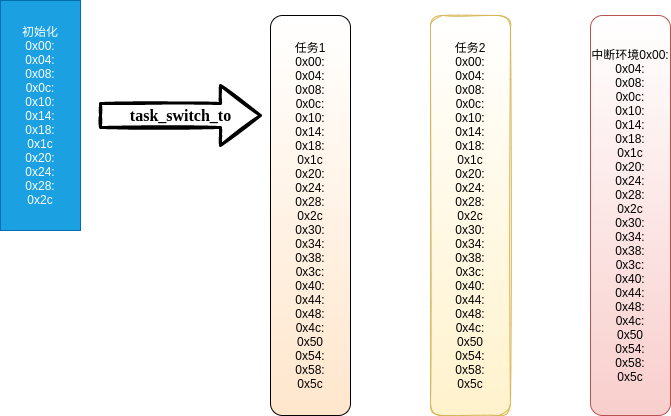 初始化
0x00:
0x04:
0x08:
0x0c:
0x10:
0x14:
0x18:
0x1c
0x20:
0x24:
0x28:
0x2c
task_switch_to
任务1
0x00:
0x04:
0x08:
0x0c:
0x10:
0x14:
0x18:
0x1c
0x20:
0x24:
0x28:
0x2c
0x30:
0x34:
0x38:
0x3c:
0x40:
0x44:
0x48:
0x4c:
0x50
0x54:
0x58:
0x5c
任务2
0x00:
0x04:
0x08:
0x0c:
0x10:
0x14:
0x18:
0x1c
0x20:
0x24:
0x28:
0x2c
0x30:
0x34:
0x38:
0x3c:
0x40:
0x44:
0x48:
0x4c:
0x50
0x54:
0x58:
0x5c
中断环境0x00:
0x04:
0x08:
0x0c:
0x10:
0x14:
0x18:
0x1c
0x20:
0x24:
0x28:
0x2c
0x30:
0x34:
0x38:
0x3c:
0x40:
0x44:
0x48:
0x4c:
0x50
0x54:
0x58:
0x5c